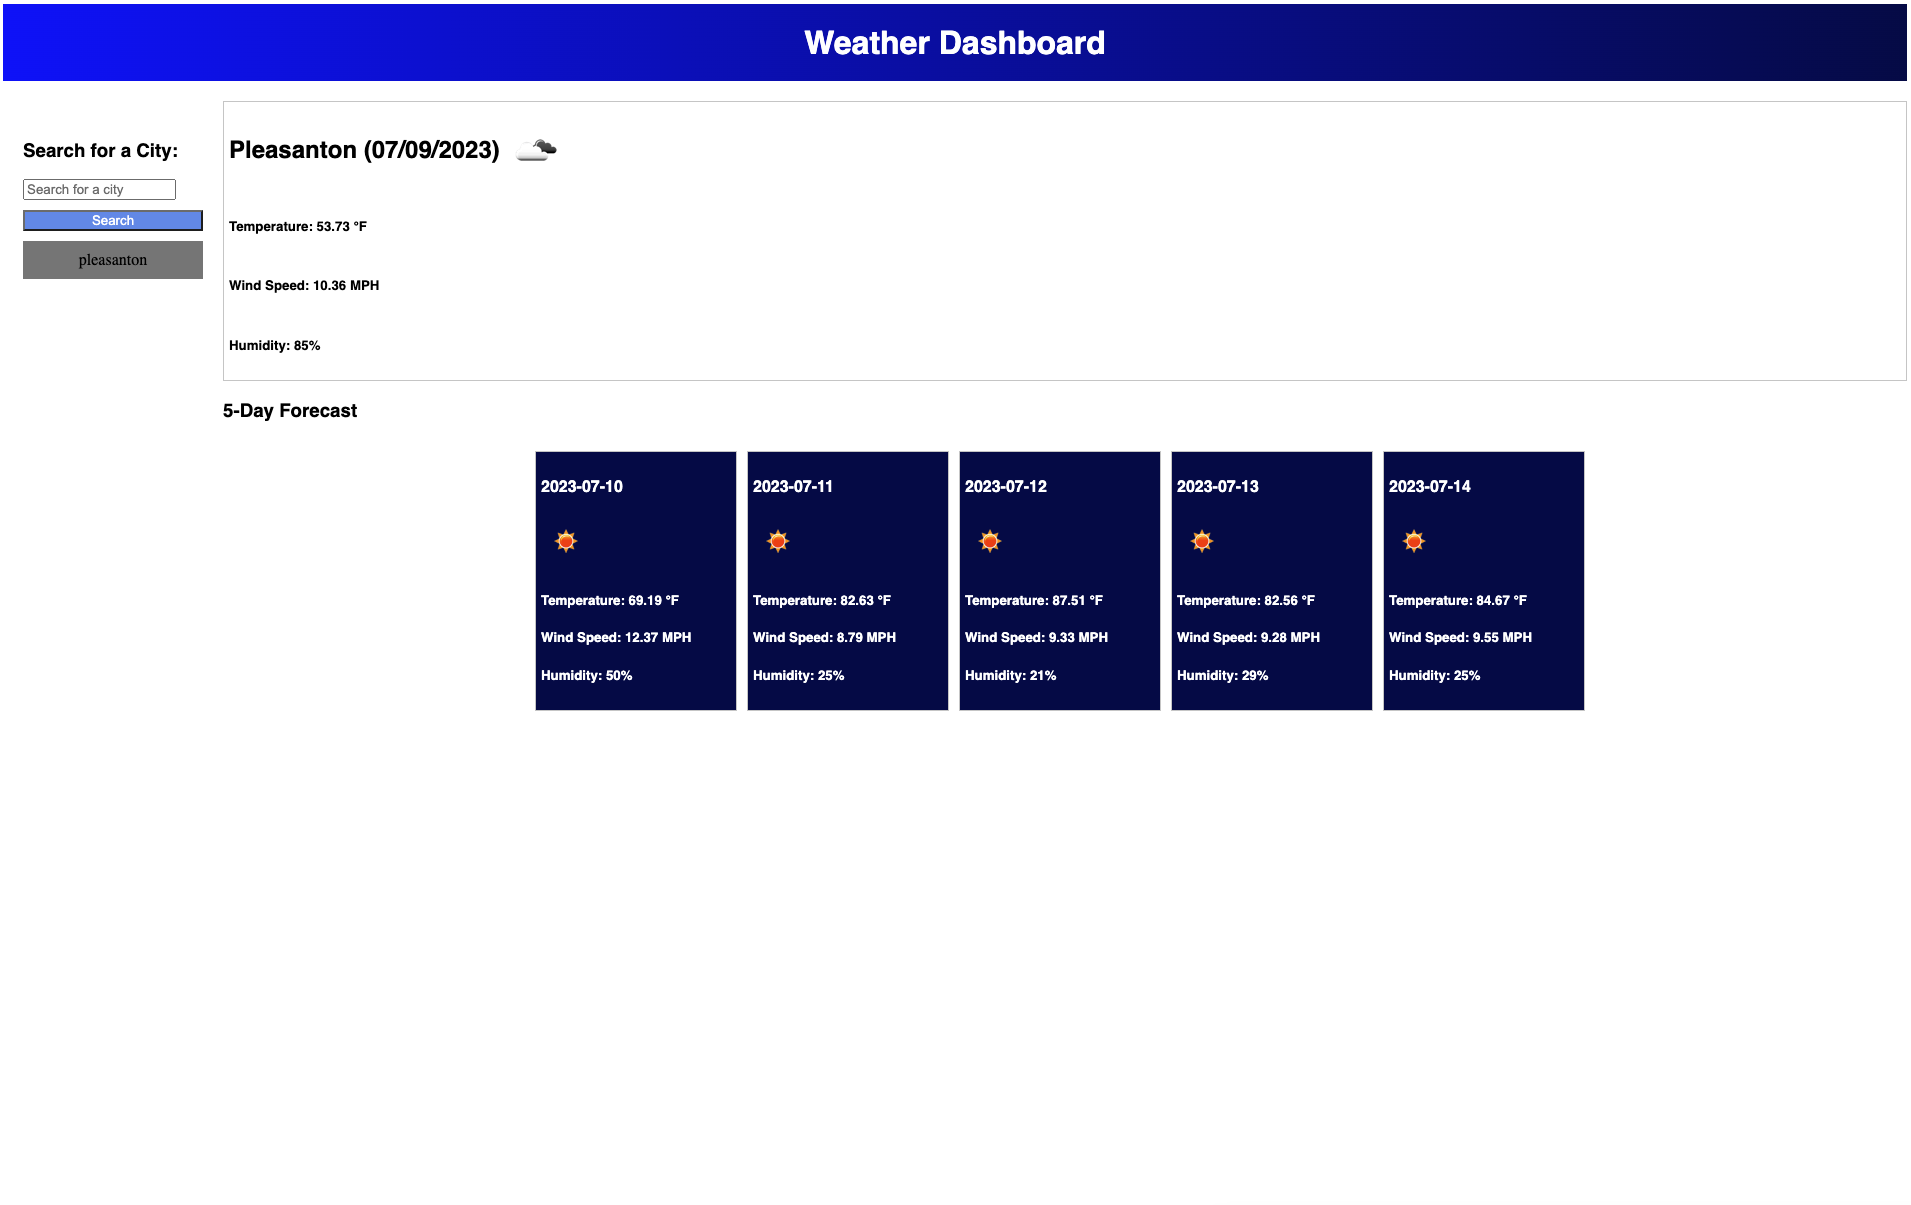 Weather Dashboard
Search for a City:
Search for a city
Search
pleasanton
Pleasanton (07/09/2023)
Temperature: 53.73 °F
Wind Speed: 10.36 MPH
Humidity: 85%
5-Day Forecast
2023-07-10
Temperature: 69.19 °F
Wind Speed: 12.37 MPH
Humidity: 50%
2023-07-11
Temperature: 82.63 °F
Wind Speed: 8.79 MPH
Humidity: 25%
2023-07-12
Temperature: 87.51 °F
Wind Speed: 9.33 MPH
Humidity: 21%
2023-07-13
Temperature: 82.56 °F
Wind Speed: 9.28 MPH
Humidity: 29%
2023-07-14
Temperature: 84.67 °F
Wind Speed: 9.55 MPH
Humidity: 25%